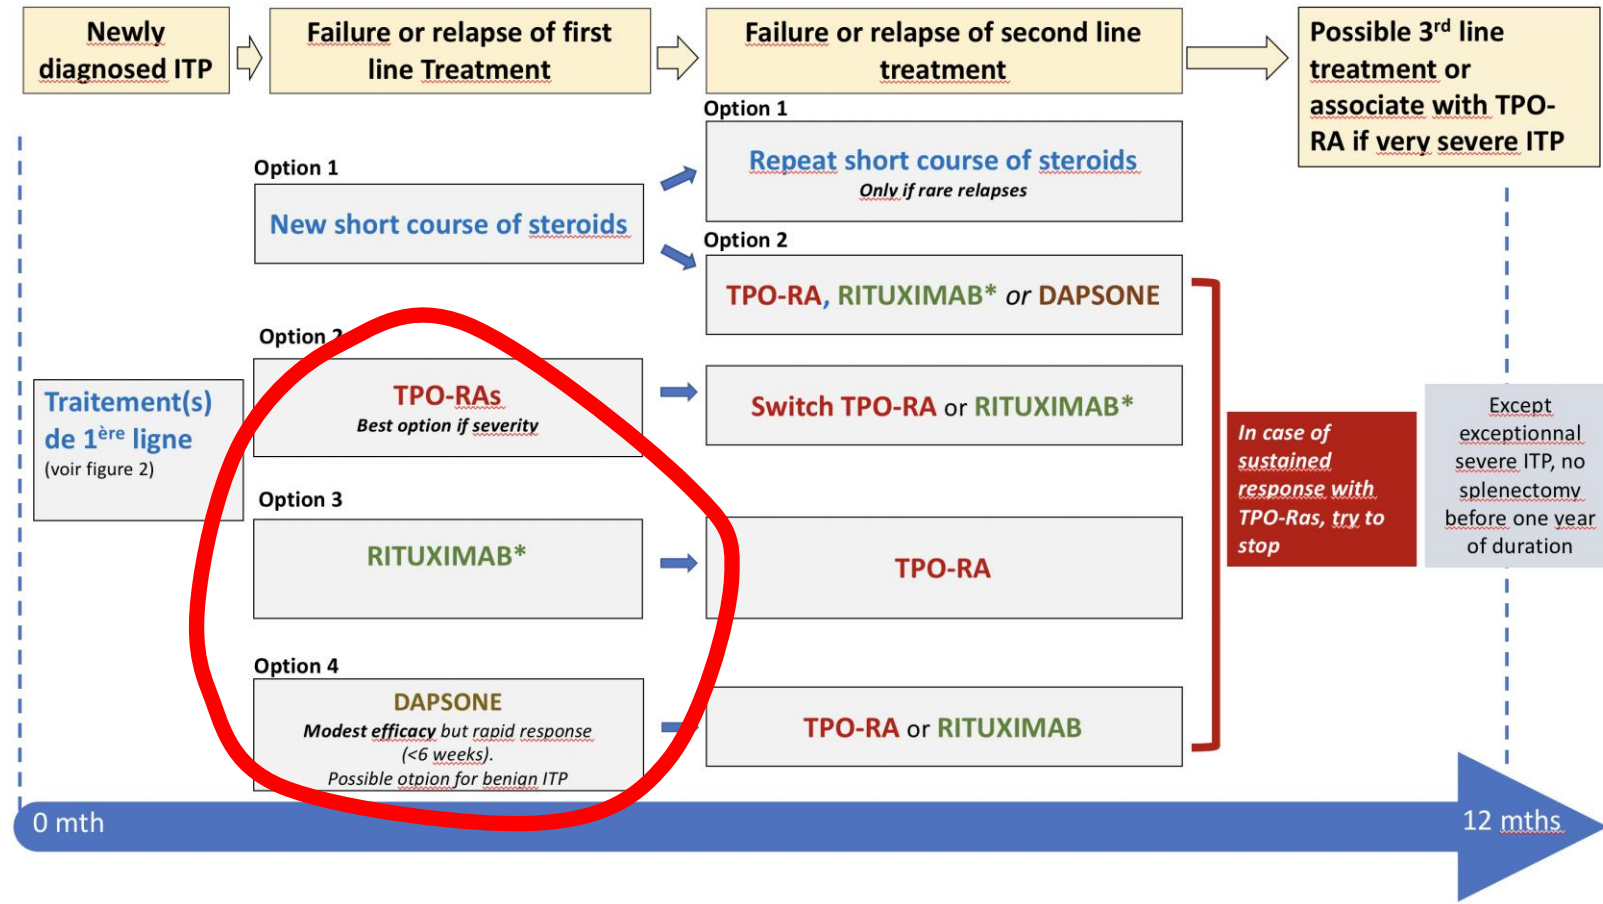 Newly
diagnosed ITP
Failure or relapse of first
line Treatment
Failure or relapse of second line
treatment
Possible 3rd line
treatment or
associate with TPO-
RA if very severe ITP
Option 1
New short course of steroids
Option 1
Repeat short course of steroids
Only if rare relapses
Option 2
TPO-RA, RITUXIMAB* or DAPSONE
Traitement(s)
de 1ère ligne
(voir figure 2)
Option 2
TPO-RAs
Best option if severity
Switch TPO-RA or RITUXIMAB*
Option 3
RITUXIMAB*
TPO-RA
Option 4
DAPSONE
Modest efficacy but rapid response
(<6 weeks).
Possible otpion for benign ITP
TPO-RA or RITUXIMAB
In case of
sustained
response with
TPO-Ras, try to
stop
Except
exceptionnal
severe ITP, no
splenectomy
before one year
of duration
0 mth
12 mths